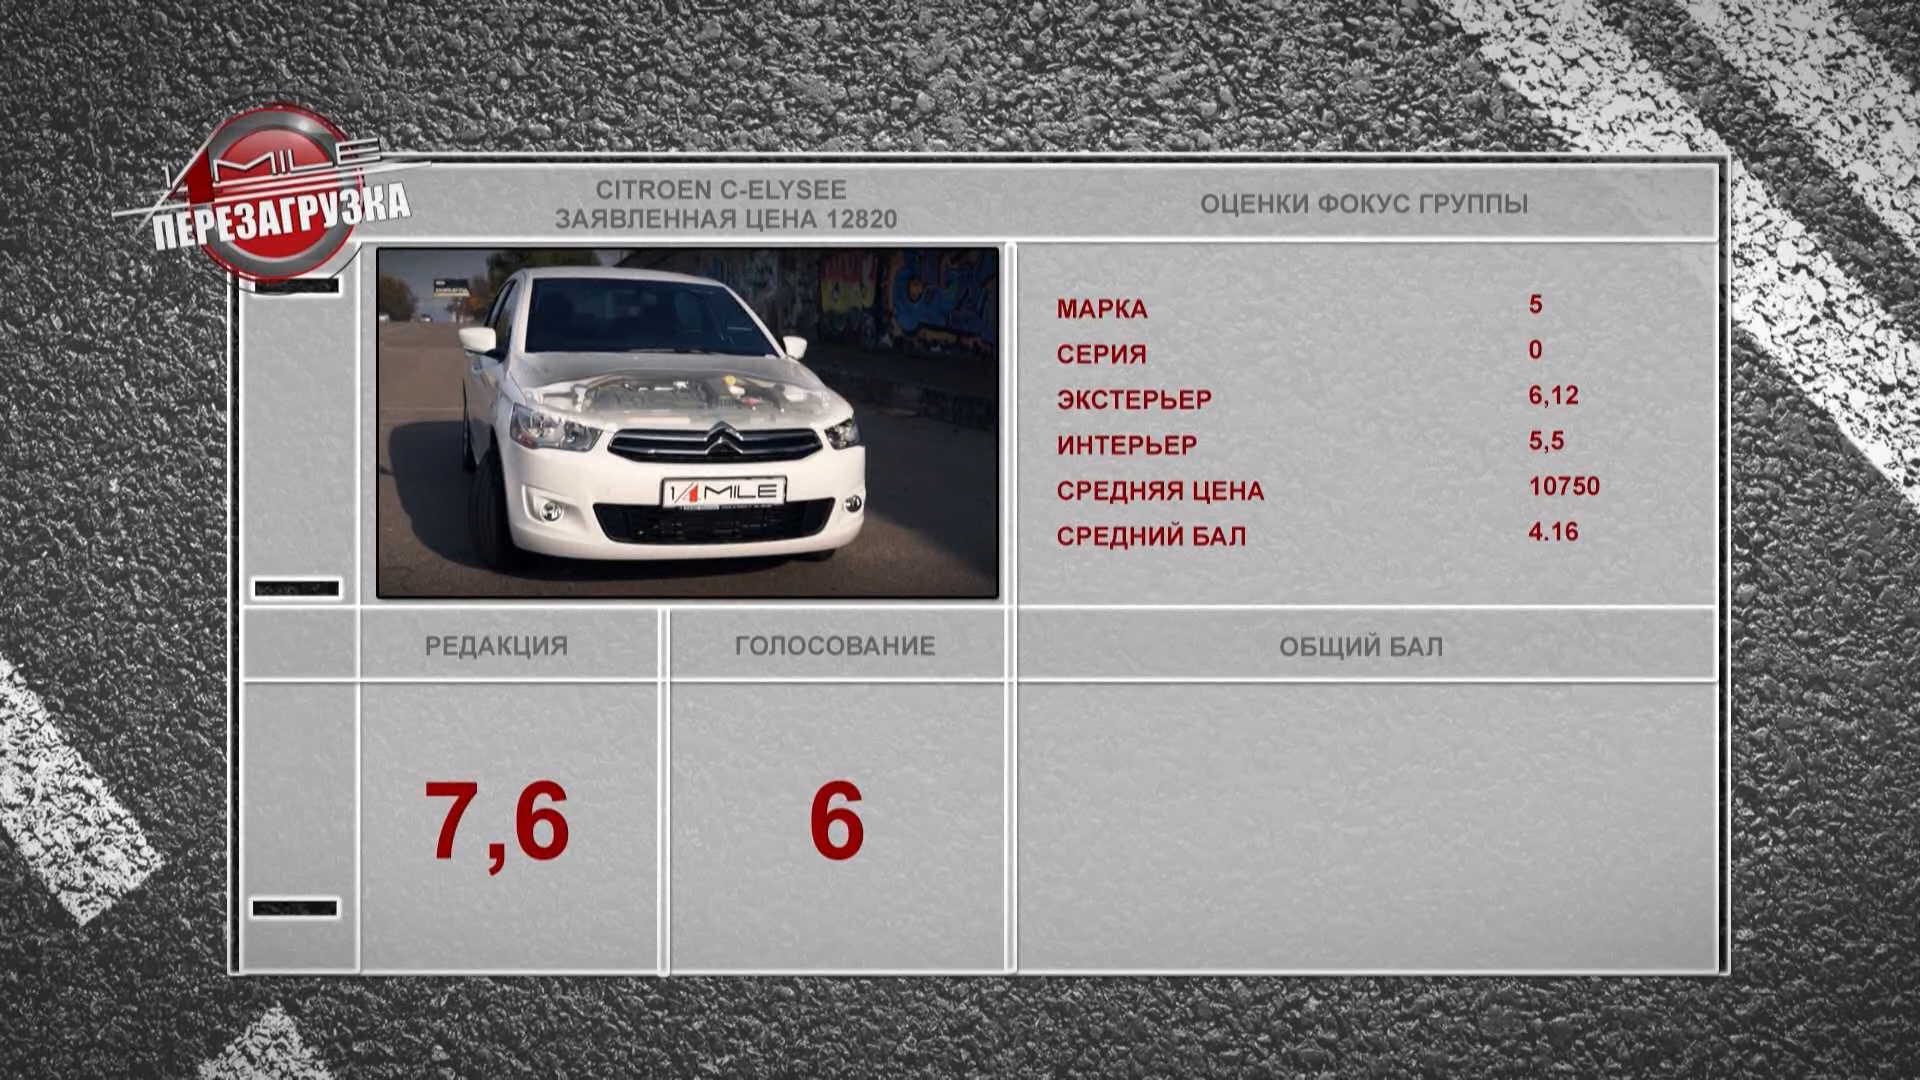 1/4 MILE
ПЕРЕЗАГРУЗКА
CITROEN C-ELYSEE
ЗАЯВЛЕННАЯ ЦЕНА 12820
ОЦЕНКИ ФОКУС ГРУППЫ
1/4 MILE
МАРКА 5
СЕРИЯ 0
ЭКСТЕРЬЕР 6,12
ИНТЕРЬЕР 5,5
СРЕДНЯЯ ЦЕНА 10750
СРЕДНИЙ БАЛ 4.16
РЕДАКЦИЯ
ГОЛОСОВАНИЕ
ОБЩИЙ БАЛ
7,6
6